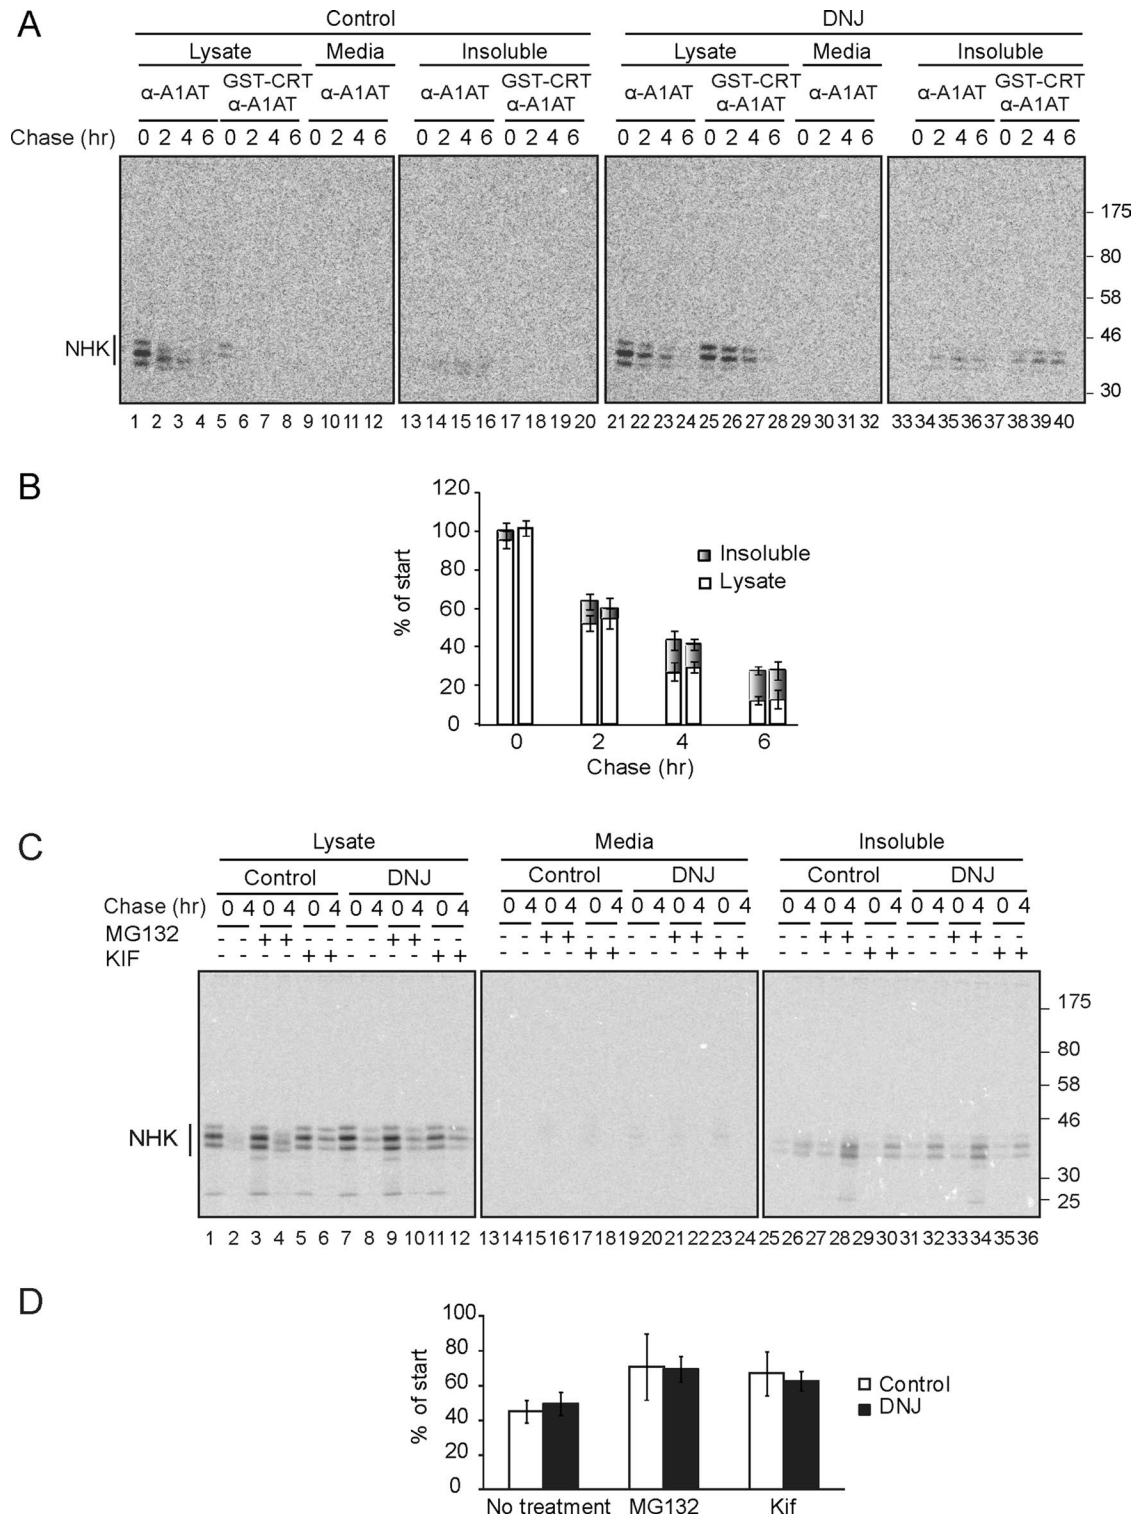 A
Control
DNJ
Lysate Media Insoluble Lysate Media Insoluble
α-A1AT GST-CRT α-A1AT α-A1AT α-A1AT GST-CRT α-A1AT α-A1AT GST-CRT α-A1AT α-A1AT α-A1AT GST-CRT α-A1AT
Chase (hr) 0 2 4 6 0 2 4 6 0 2 4 6 0 2 4 6 0 2 4 6 0 2 4 6 0 2 4 6 0 2 4 6 0 2 4 6 0 2 4 6
175
80
58
46
NHK
30
1 2 3 4 5 6 7 8 9 10 11 12 13 14 15 16 17 18 19 20 21 22 23 24 25 26 27 28 29 30 31 32 33 34 35 36 37 38 39 40
B
120
100
80
60
40
20
0
% of start
Insoluble
Lysate
0 2 4 6
Chase (hr)
C
Lysate Media Insoluble
Control DNJ Control DNJ Control DNJ
Chase (hr) 0 4 0 4 0 4 0 4 0 4 0 4 0 4 0 4 0 4 0 4 0 4 0 4 0 4 0 4 0 4 0 4 0 4 0 4
MG132 - - + + - - - - + + - - - - + + - - - - + + - - - - + + - - - - + + - -
KIF - - - - + + - - - - + + - - - - + + - - - - + + - - - - + + - - - - + +
175
80
58
46
NHK
30
25
1 2 3 4 5 6 7 8 9 10 11 12 13 14 15 16 17 18 19 20 21 22 23 24 25 26 27 28 29 30 31 32 33 34 35 36
D
100
80
60
40
20
0
% of start
Control
DNJ
No treatment MG132 Kif